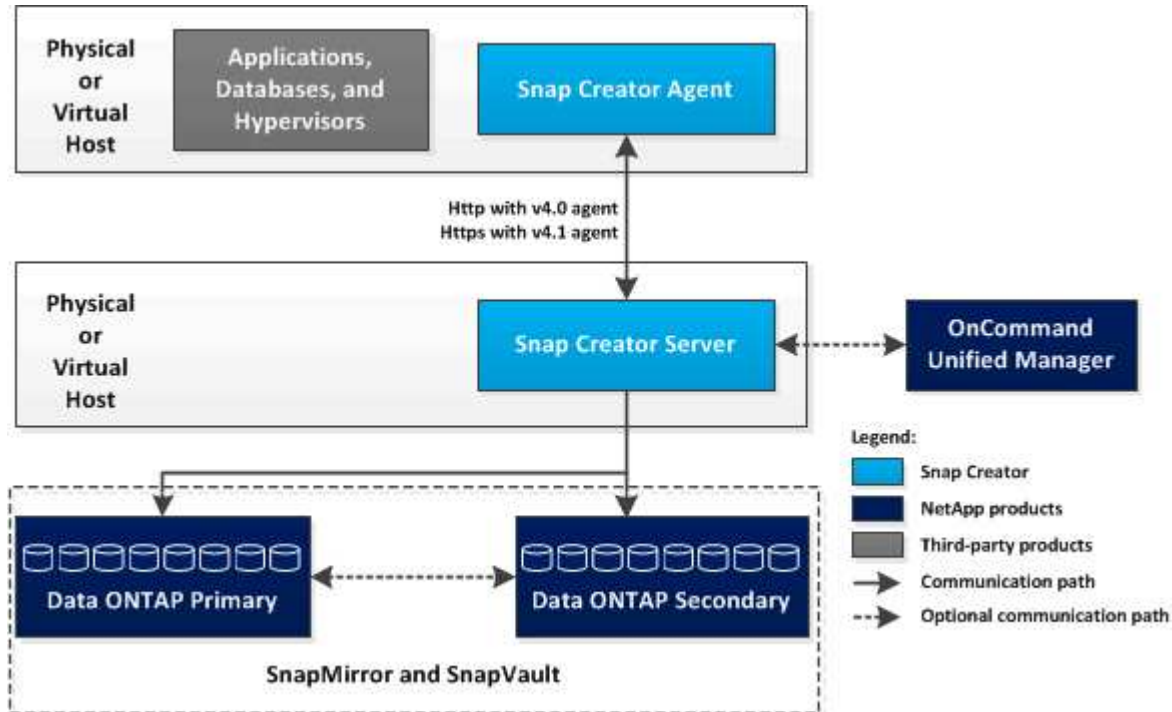 Physical
or
Virtual
Host
Applications,
Databases, and
Hypervisors
Snap Creator Agent
Http with v4.0 agent
Https with v4.1 agent
Physical
or
Virtual
Host
Snap Creator Server
OnCommand
Unified Manager
Legend:
Snap Creator
NetApp products
Third-party products
Communication path
Optional communication path
Data ONTAP Primary
Data ONTAP Secondary
SnapMirror and SnapVault